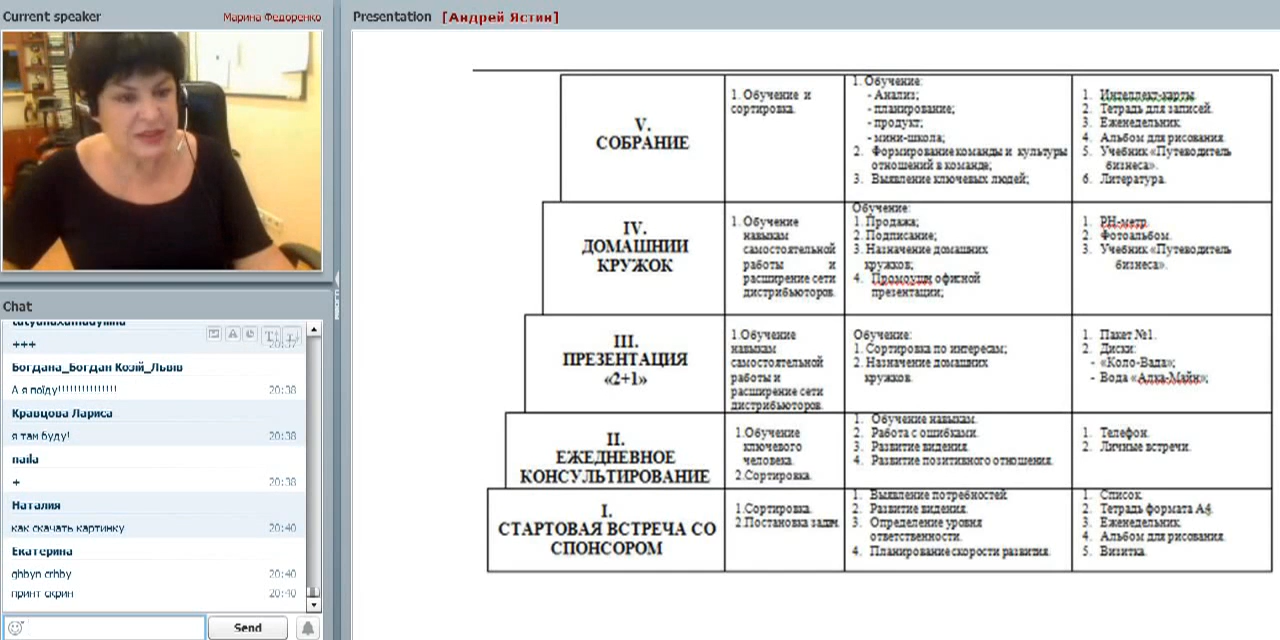 Current speaker
Марина Федоренко
Presentation [Андрей Ястин]
Chat
+++
20:37
Богдана_Богдан Козій_Львів
А я поїду!!!!!!!!!!!!!!!
20:38
Кравцова Лариса
я там буду!
20:38
naila
+
20:38
Наталия
как скачать картинку
20:40
Екатерина
ghbyn crhby
20:40
принт скрин
20:40
Send
V.
СОБРАНИЕ
1. Обучение и
сортировка.
1. Обучение:
- Анализ;
- планирование;
- продукт;
- мини-школа;
2. Формирование команды и культуры
отношений в команде;
3. Выявление ключевых людей;
1. Интеллект-карты
2. Тетрадь для записей.
3. Еженедельник.
4. Альбом для рисования.
5. Учебник «Путеводитель
бизнеса».
6. Литература.
IV.
ДОМАШНИИ
КРУЖОК
1. Обучение
навыкам
самостоятельной
работы и
расширение сети
дистрибьюторов.
Обучение:
1. Продажа;
2. Подписание;
3. Назначение домашних
кружков;
4. Промоушн офисной
презентации;
1. РН-метр.
2. Фотоальбом.
3. Учебник «Путеводитель
бизнеса».
III.
ПРЕЗЕНТАЦИЯ
«2+1»
1.Обучение
навыкам
самостоятельной
работы и
расширение сети
дистрибьюторов.
Обучение:
1. Сортировка по интересам;
2. Назначение домашних
кружков.
1. Пакет №1.
2. Диски:
- «Коло-Вада»;
- Вода «Алка-Майн»;
II.
ЕЖЕДНЕВНОЕ
КОНСУЛЬТИРОВАНИЕ
1.Обучение
ключевого
человека.
2.Сортировка.
1. Обучение навыкам.
2. Работа с ошибками.
3. Развитие видения.
4. Развитие позитивного отношения.
1. Телефон.
2. Личные встречи.
I.
СТАРТОВАЯ ВСТРЕЧА СО
СПОНСОРОМ
1.Сортировка.
2.Постановка задач.
1. Выявление потребностей.
2. Развитие видения.
3. Определение уровня
ответственности.
4. Планирование скорости развития.
1. Список.
2. Тетрадь формата А4.
3. Еженедельник.
4. Альбом для рисования.
5. Визитка.